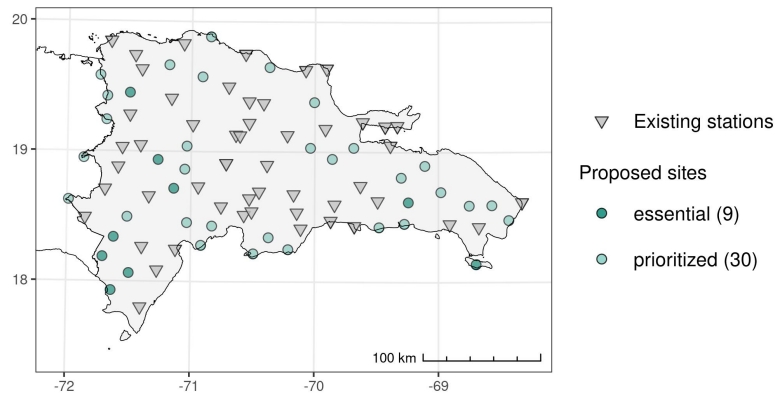 20
19
18
-72
-71
-70
-69
100 km
Existing stations
Proposed sites
essential (9)
prioritized (30)